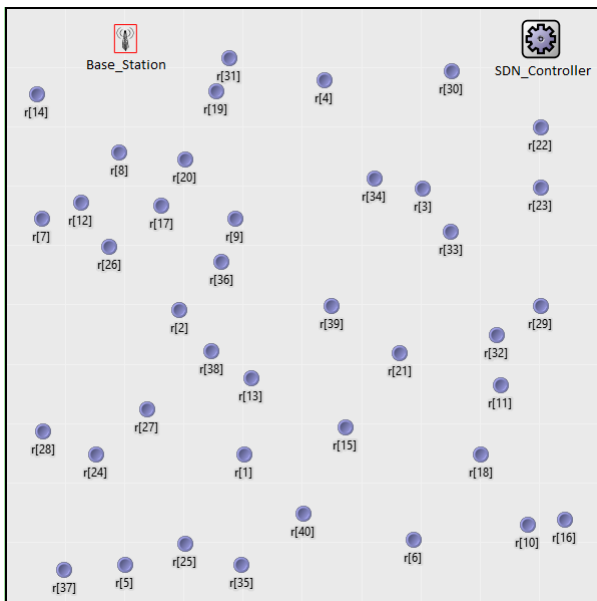 Base_Station
SDN_Controller
r[31]
r[4]
r[30]
r[14]
r[19]
r[22]
r[8]
r[20]
r[34]
r[3]
r[23]
r[12]
r[17]
r[7]
r[9]
r[33]
r[26]
r[36]
r[2]
r[39]
r[29]
r[32]
r[38]
r[21]
r[13]
r[11]
r[27]
r[28]
r[15]
r[24]
r[1]
r[18]
r[40]
r[10]
r[16]
r[6]
r[25]
r[37]
r[5]
r[35]